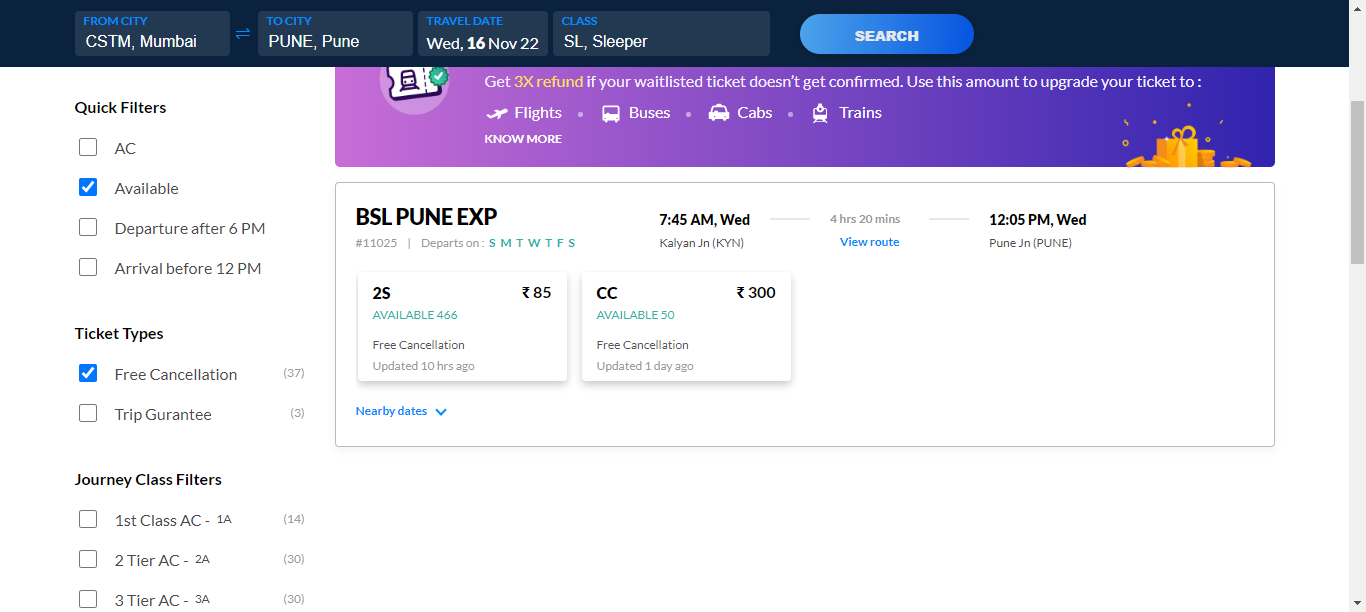 FROM CITY TO CITY TRAVEL DATE CLASS
CSTM, Mumbai PUNE, Pune Wed, 16 Nov 22 SL, Sleeper SEARCH
Get 3X refund if your waitlisted ticket doesn't get confirmed. Use this amount to upgrade your ticket to :
Flights • Buses • Cabs • Trains
KNOW MORE
Quick Filters
AC
Available
Departure after 6 PM
Arrival before 12 PM
Ticket Types
Free Cancellation (37)
Trip Gurantee (3)
Journey Class Filters
1st Class AC - 1A (14)
2 Tier AC - 2A (30)
3 Tier AC - 3A (30)
BSL PUNE EXP 7:45 AM, Wed 4 hrs 20 mins 12:05 PM, Wed
#11025 | Departs on : S M T W T F S Kalyan Jn (KYN) View route Pune Jn (PUNE)
2S ₹ 85
AVAILABLE 466
Free Cancellation
Updated 10 hrs ago
CC ₹ 300
AVAILABLE 50
Free Cancellation
Updated 1 day ago
Nearby dates